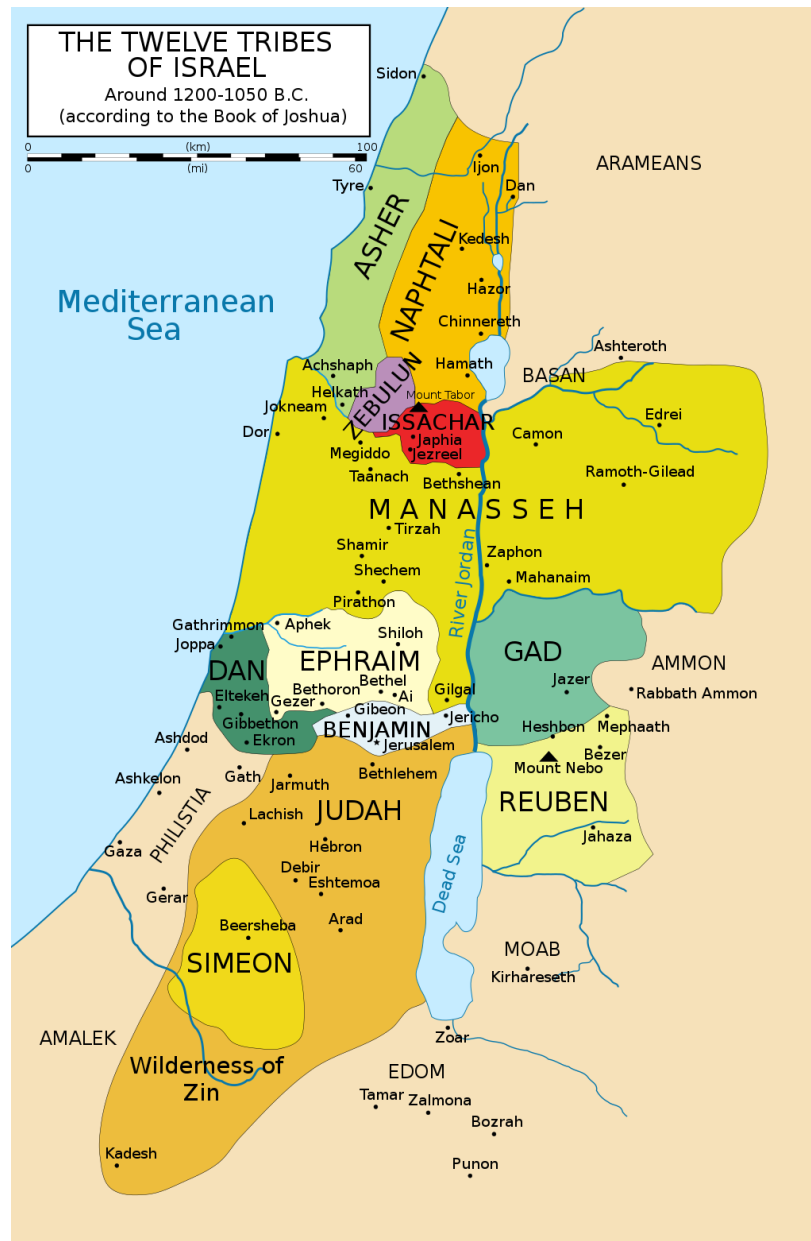 THE TWELVE TRIBES
OF ISRAEL
Around 1200-1050 B.C.
(according to the Book of Joshua)
0 (km) 100
0 (mi) 60
Sidon
ARAMEANS
Ijon
Tyre
Dan
ASHER
NAPHTALI
Kedesh
Hazor
Mediterranean
Sea
Chinnereth
Ashteroth
Achshaph
Hamath
BASAN
ZEBULUN
Mount Tabor
Helkath
Jokneam
ISSACHAR
Edrei
Dor
Japhia
Camon
Megiddo
Jezreel
Taanach
Bethshean
Ramoth-Gilead
MANASSEH
Tirzah
River Jordan
Shamir
Zaphon
Shechem
Mahanaim
Pirathon
Gathrimmon
Aphek
Joppa
Shiloh
DAN
EPHRAIM
GAD
AMMON
Bethel
Jazer
Eltekeh
Bethoron
Ai
Gilgal
Rabbath Ammon
Gezer
Gibeon
Jericho
Gibbethon
BENJAMIN
Heshbon
Mephaath
Ashdod
Ekron
Jerusalem
Bezer
Ashkelon
Gath
Bethlehem
Mount Nebo
Jarmuth
REUBEN
PHILISTIA
Lachish
JUDAH
Jahaza
Gaza
Hebron
Dead Sea
Debir
Gerar
Eshtemoa
Beersheba
Arad
SIMEON
MOAB
Kirhareseth
AMALEK
Zoar
Wilderness of
Zin
EDOM
Tamar
Zalmona
Bozrah
Kadesh
Punon